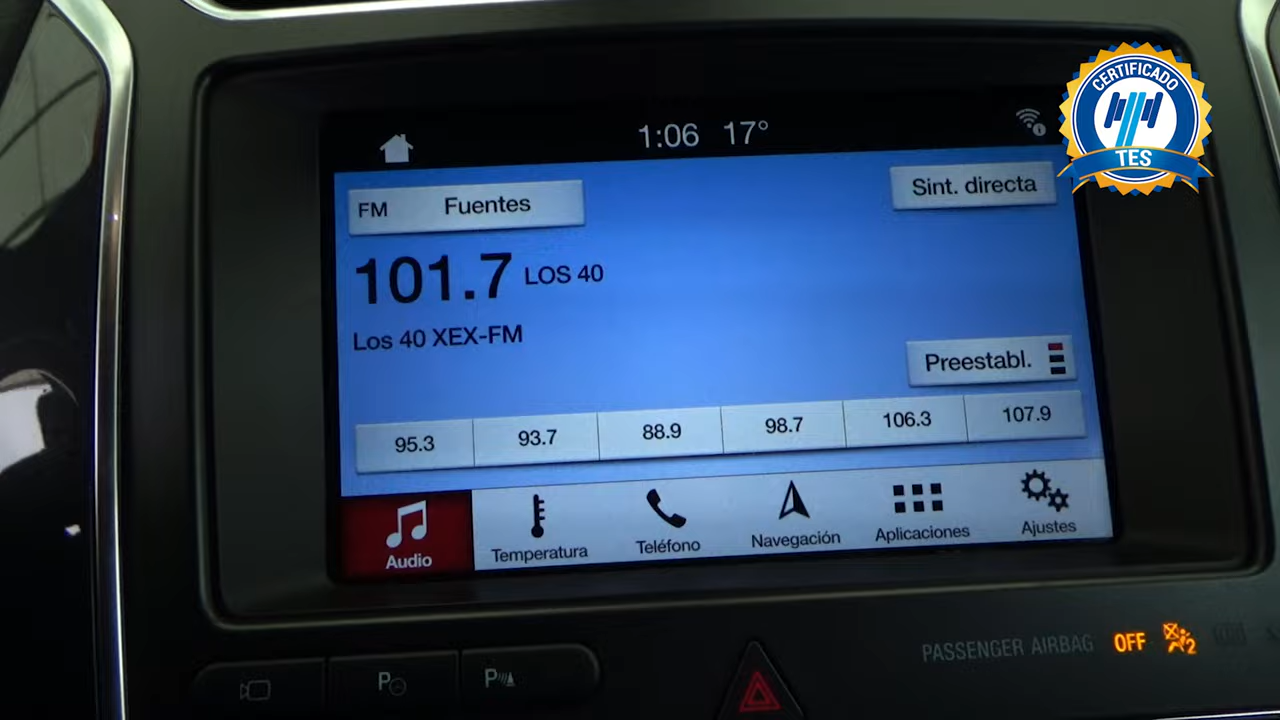 1:06 17°
CERTIFICADO
TES
FM Fuentes
Sint. directa
101.7 LOS 40
Los 40 XEX-FM
Preestabl.
95.3 93.7 88.9 98.7 106.3 107.9
Audio Temperatura Teléfono Navegación Aplicaciones Ajustes
PASSENGER AIRBAG OFF 2
P P